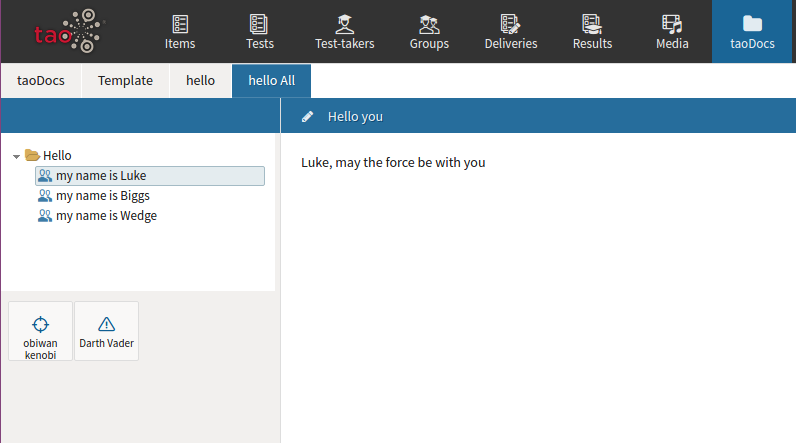 tao
Items
Tests
Test-takers
Groups
Deliveries
Results
Media
taoDocs
taoDocs
Template
hello
hello All
Hello you
Hello
my name is Luke
my name is Biggs
my name is Wedge
Luke, may the force be with you
obiwan
kenobi
Darth Vader